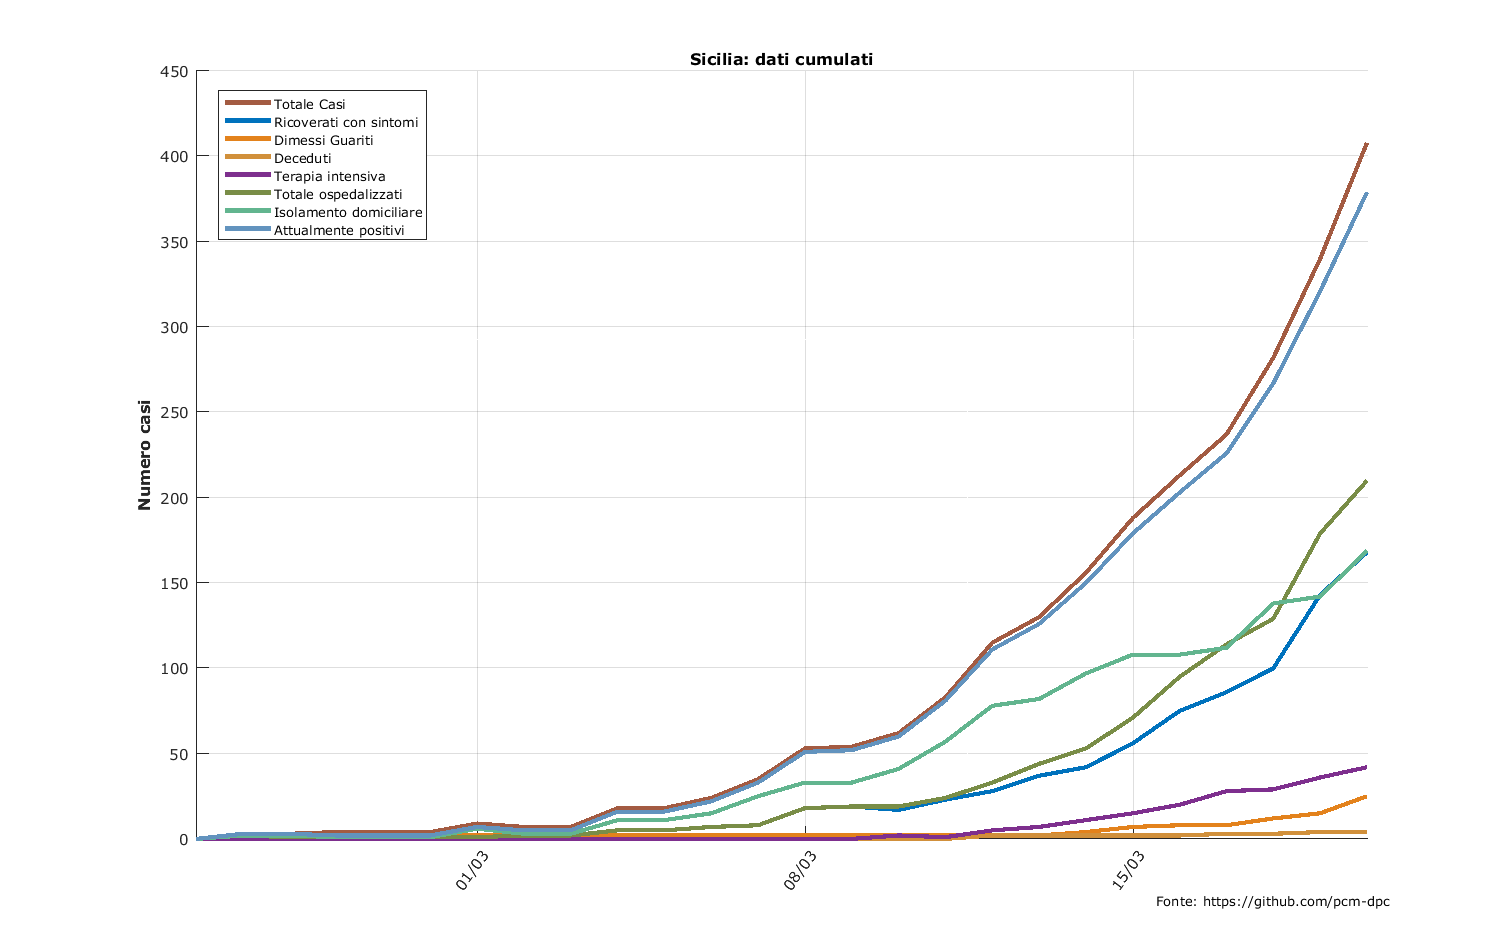 Sicilia: dati cumulati
450
400
350
300
250
200
150
100
50
0
Numero casi
Totale Casi
Ricoverati con sintomi
Dimessi Guariti
Deceduti
Terapia intensiva
Totale ospedalizzati
Isolamento domiciliare
Attualmente positivi
01/03
08/03
15/03
Fonte: https://github.com/pcm-dpc